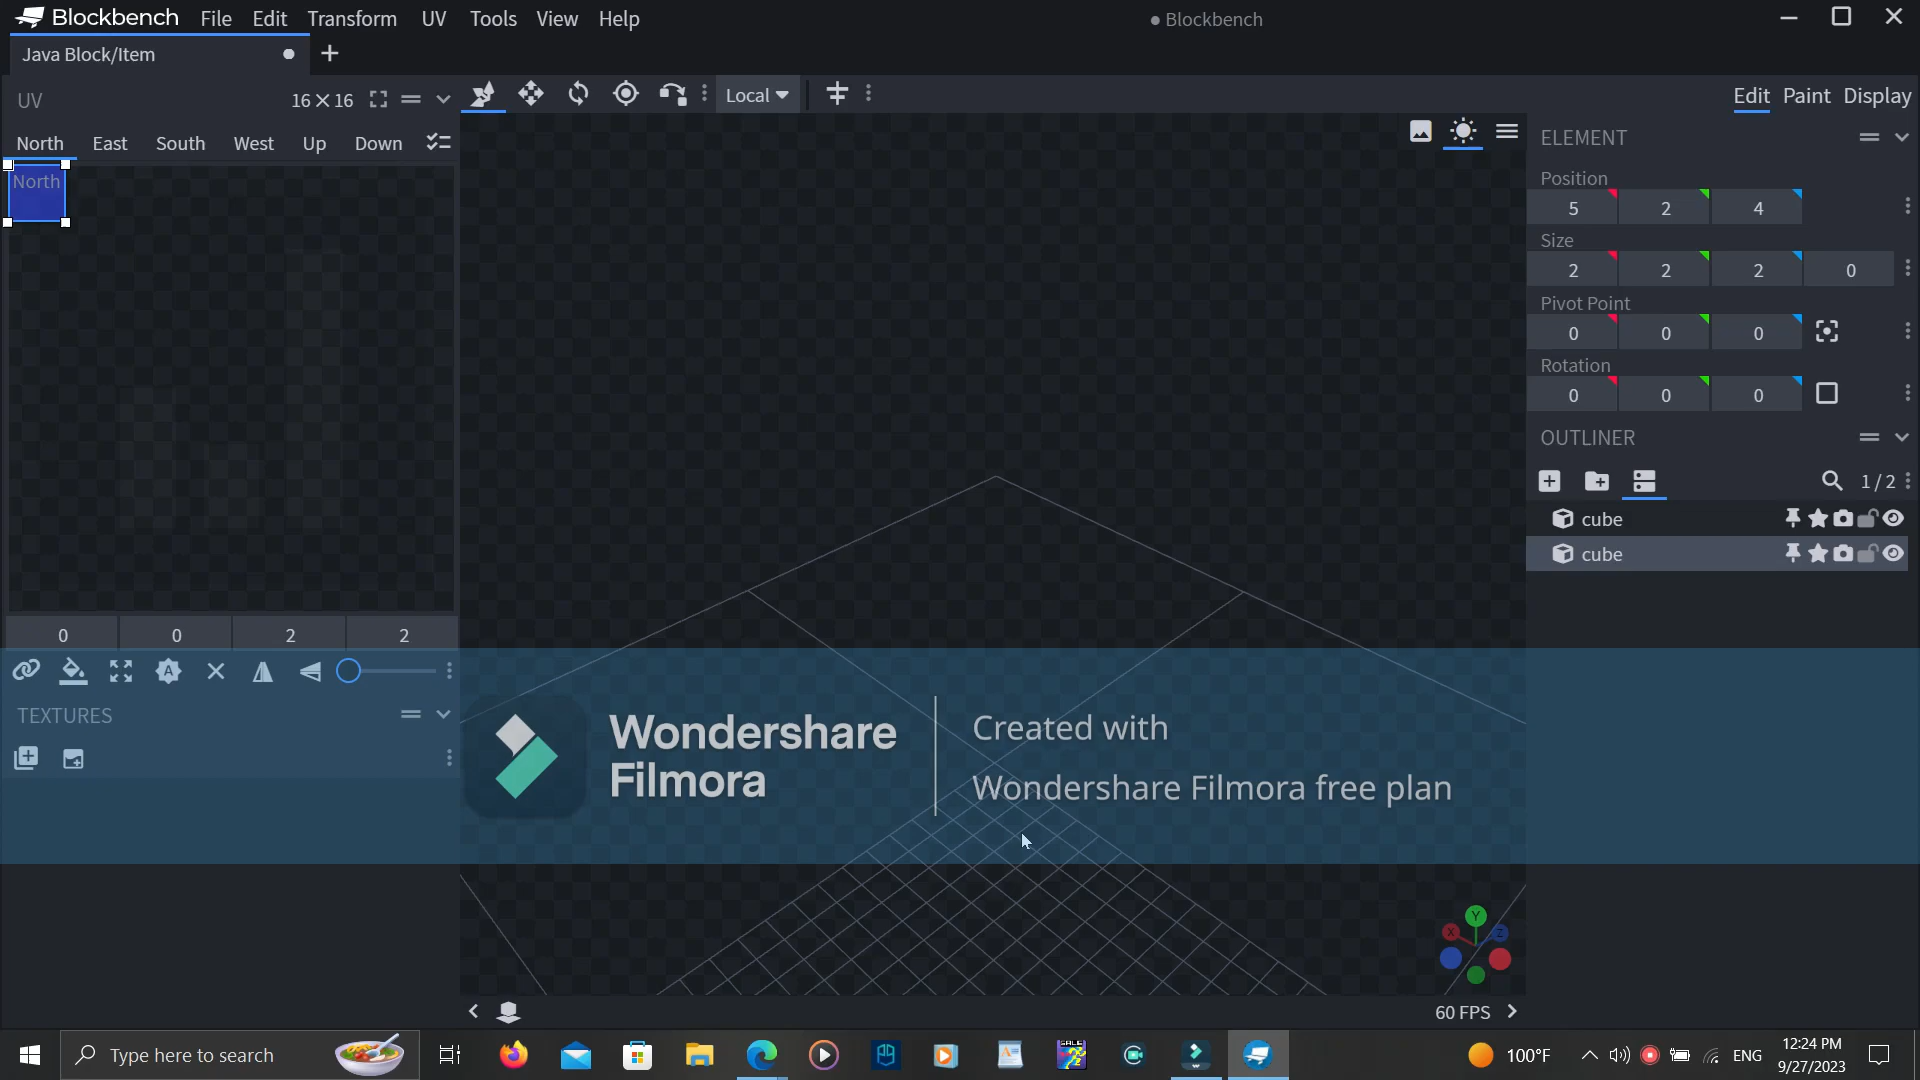 Blockbench File Edit Transform UV Tools View Help
● Blockbench
Java Block/Item
UV 16×16
Local
Edit Paint Display
North East South West Up Down
North
ELEMENT
Position
5 2 4
Size
2 2 2 0
Pivot Point
0 0 0
Rotation
0 0 0
OUTLINER
1/2
cube
cube
0 0 2 2
TEXTURES
Wondershare
Filmora
Created with
Wondershare Filmora free plan
Y
X
Z
60 FPS
Type here to search
100°F
ENG
12:24 PM
9/27/2023